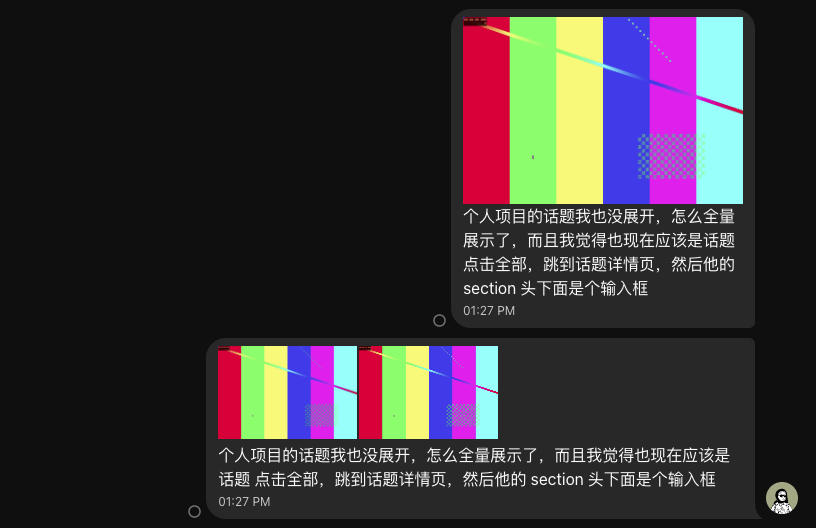 个人项目的话题我也没展开，怎么全量
展示了，而且我觉得也现在应该是话题
点击全部，跳到话题详情页，然后他的
section 头下面是个输入框
01:27 PM
个人项目的话题我也没展开，怎么全量展示了，而且我觉得也现在应该是
话题 点击全部，跳到话题详情页，然后他的 section 头下面是个输入框
01:27 PM